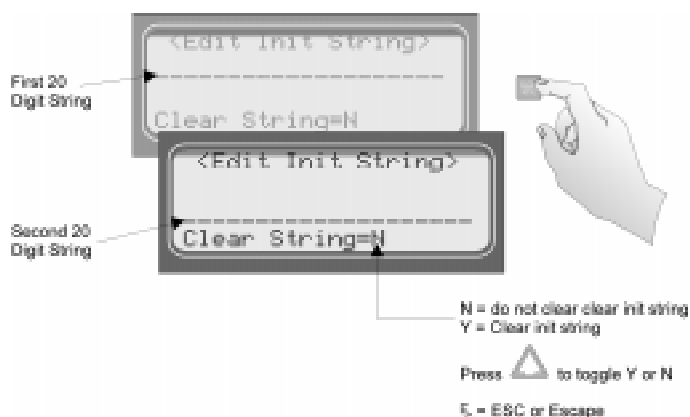 <Edit Init String>
First 20
Digit String
Clear String=N
<Edit Init String>
Second 20
Digit String
Clear String=N
N = do not clear clear init string
Y = Clear init string
Press to toggle Y or N
= ESC or Escape